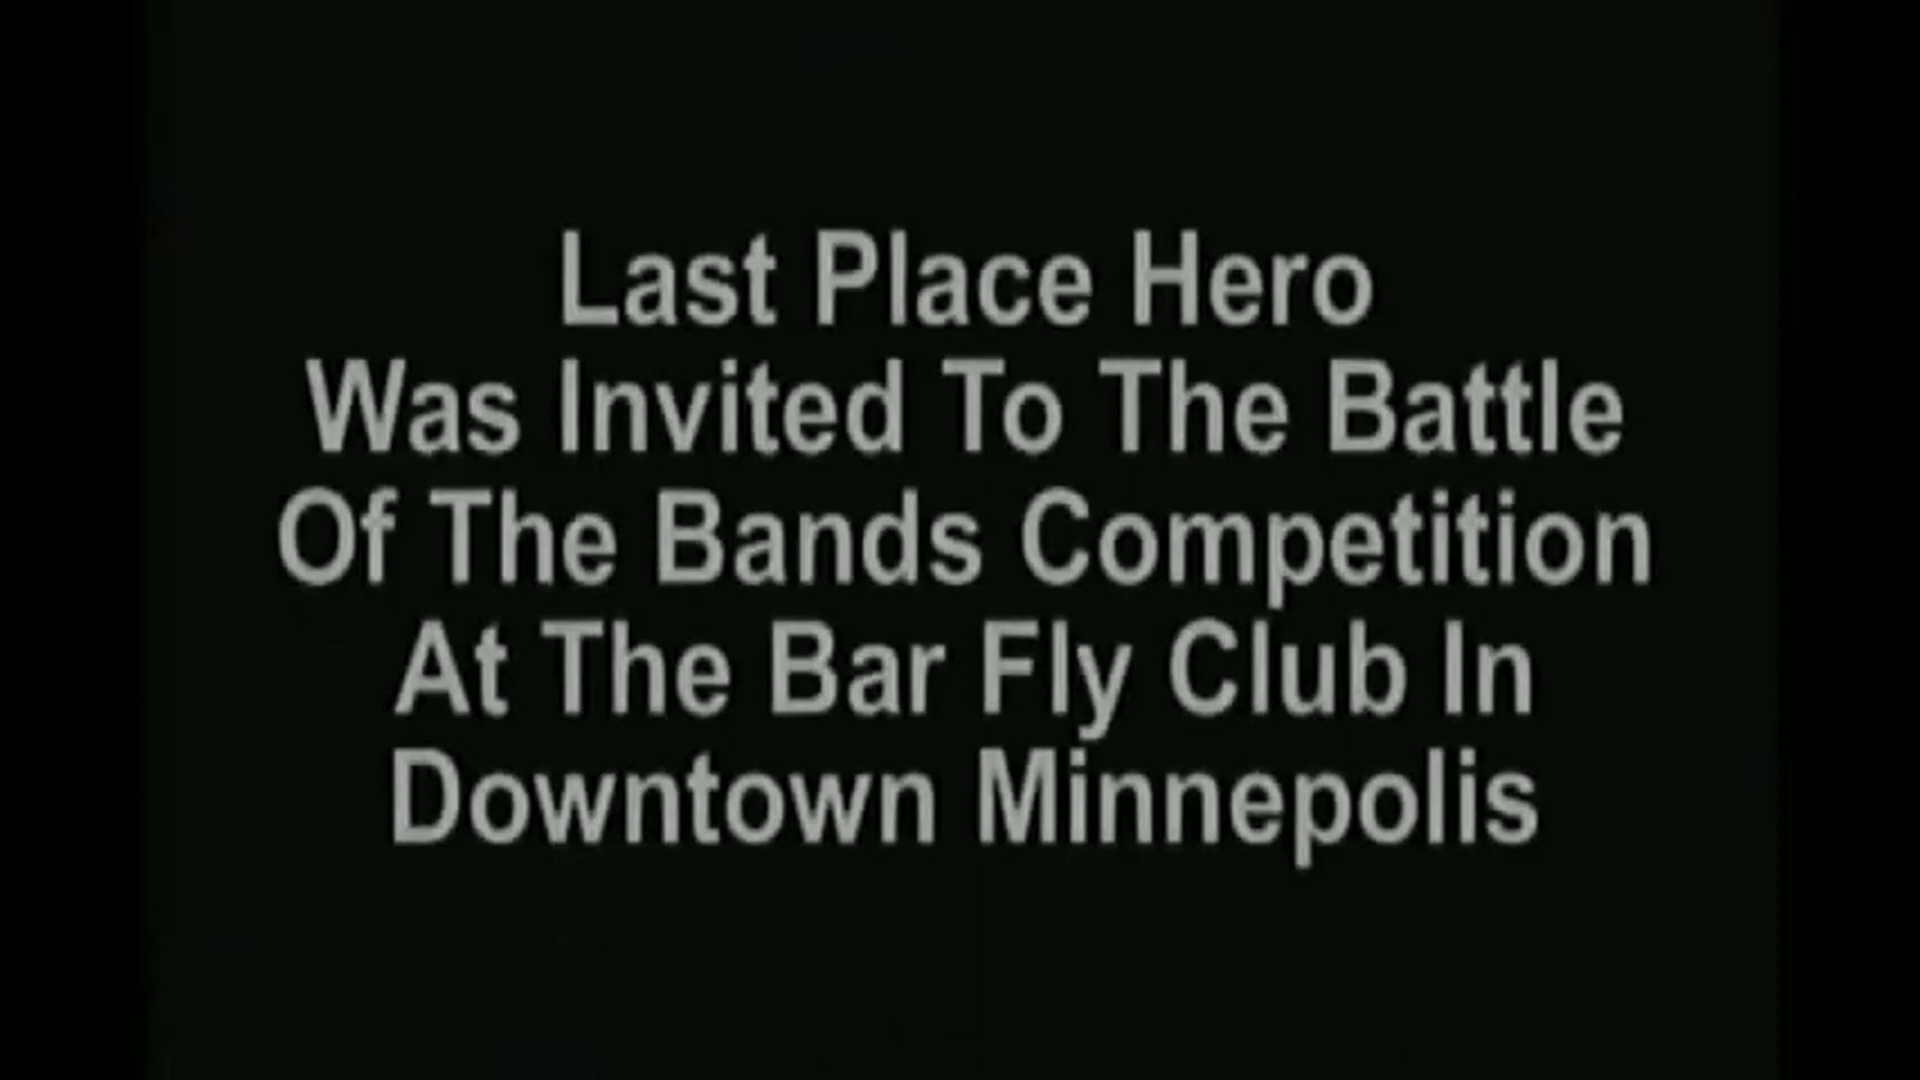 Last Place Hero
Was Invited To The Battle
Of The Bands Competition
At The Bar Fly Club In
Downtown Minnepolis